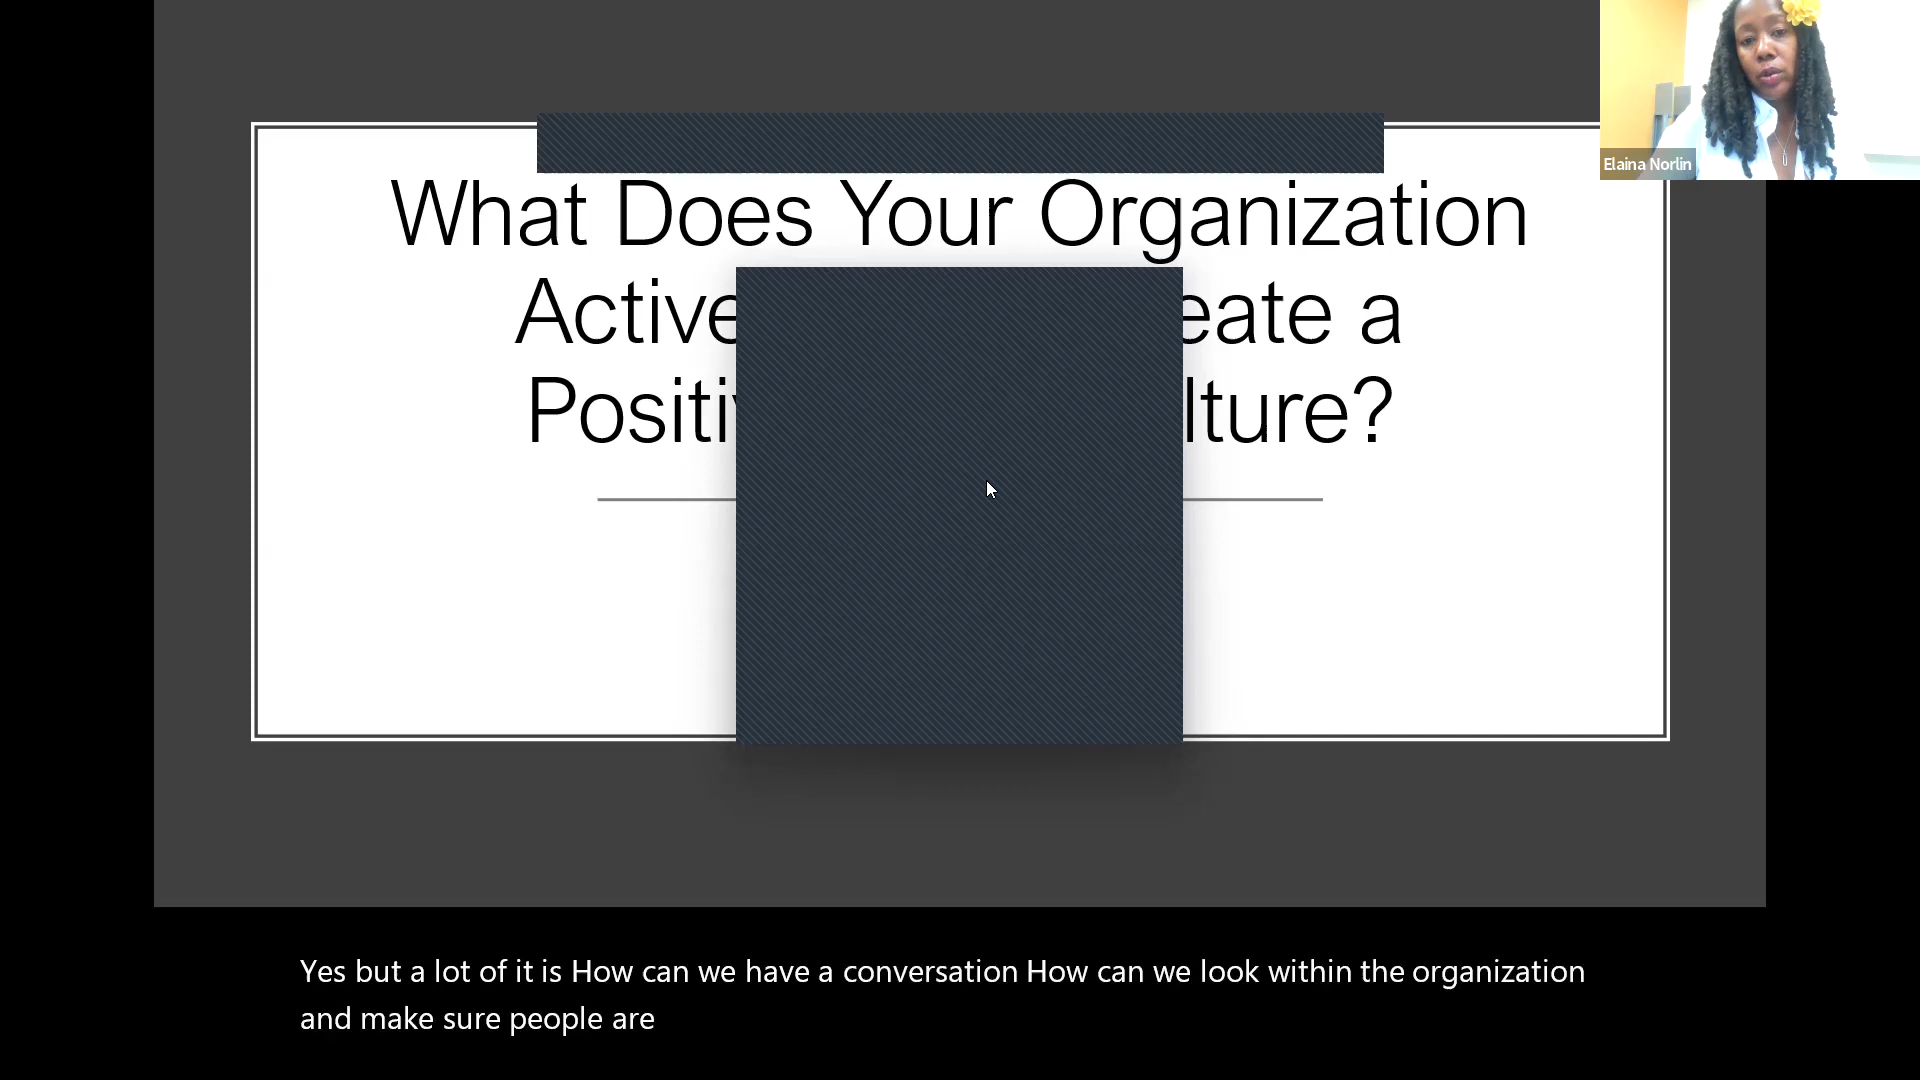 What Does Your Organization
Active eate a
Positi lture?
Elaina Norlin
Yes but a lot of it is How can we have a conversation How can we look within the organization
and make sure people are